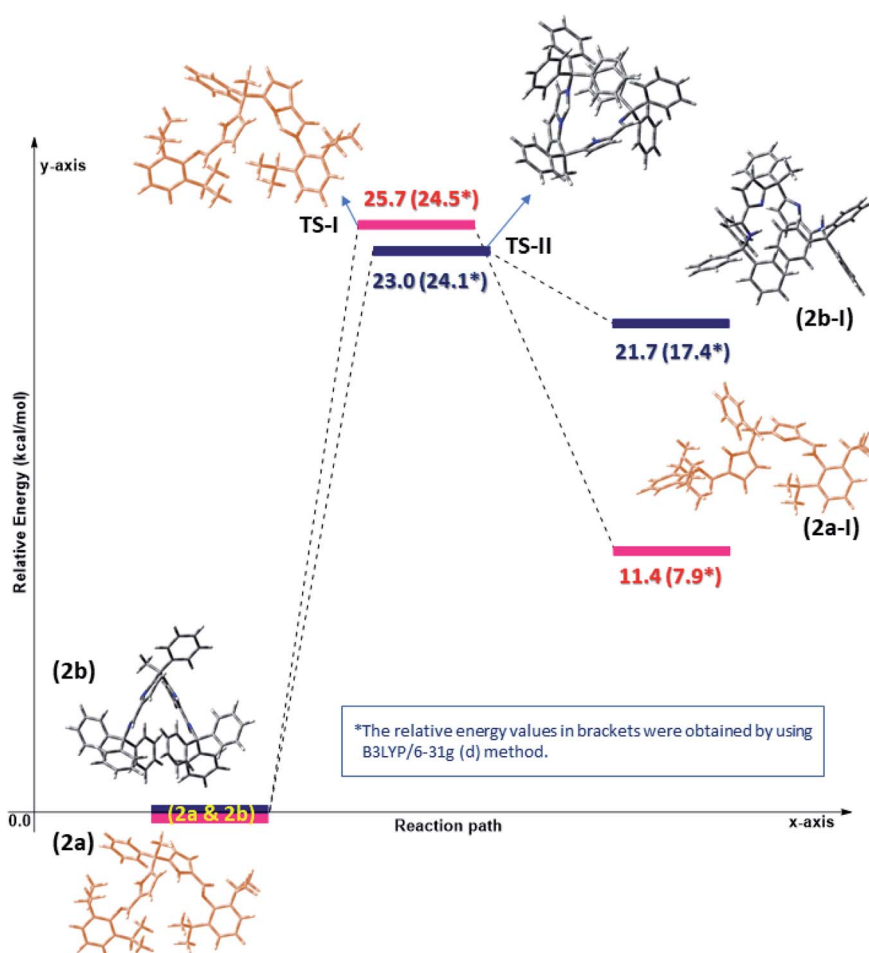 y-axis
25.7 (24.5*)
TS-I
TS-II
23.0 (24.1*)
(2b-I)
21.7 (17.4*)
Relative Energy (kcal/mol)
(2a-I)
11.4 (7.9*)
(2b)
*The relative energy values in brackets were obtained by using
B3LYP/6-31g (d) method.
(2a & 2b)
0.0
Reaction path
x-axis
(2a)